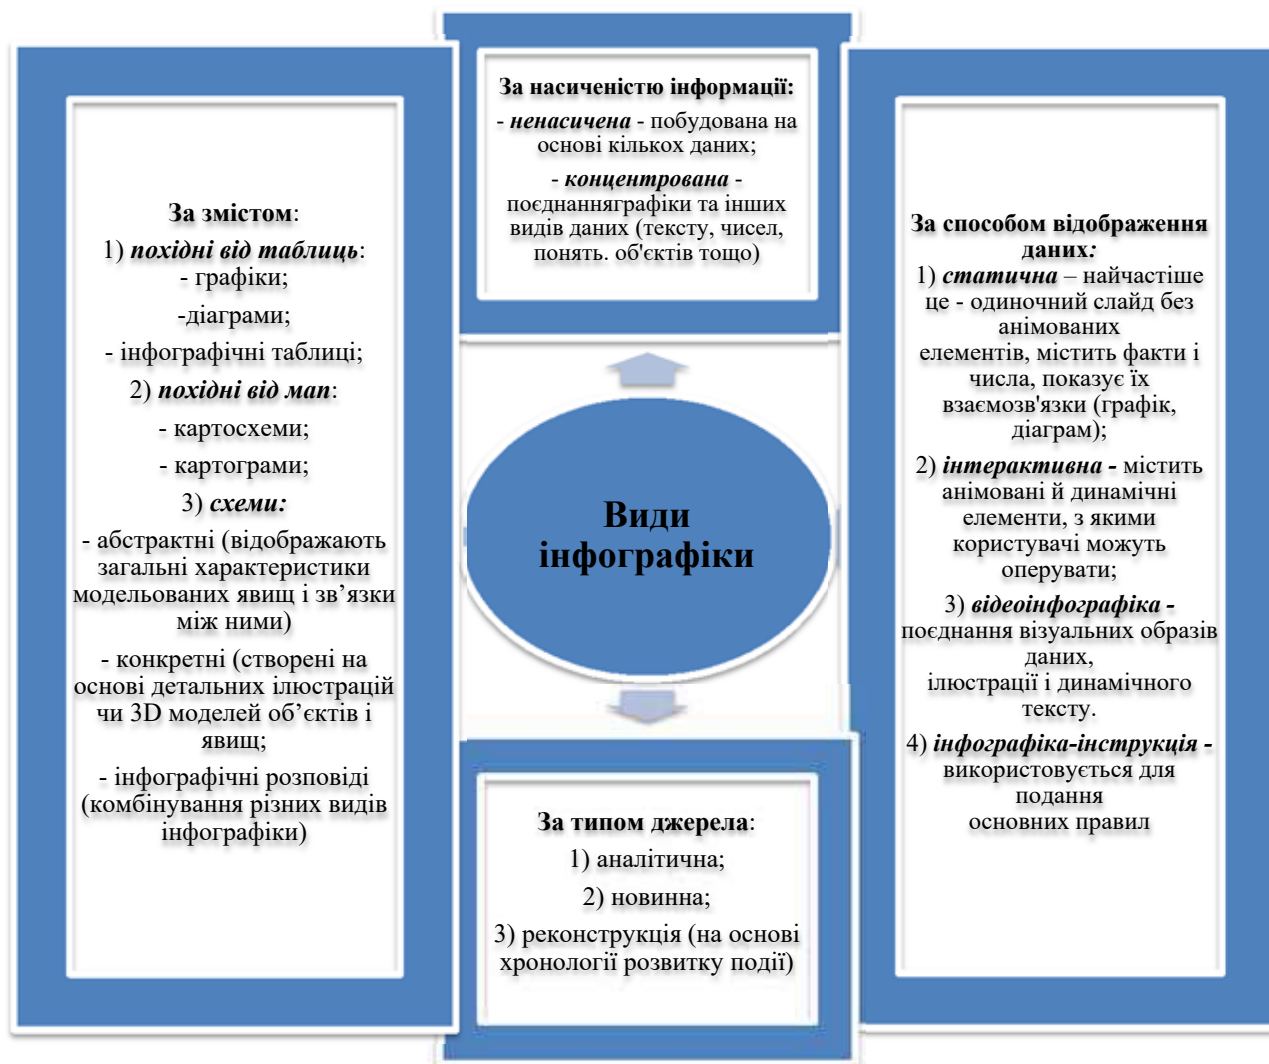 За змістом:
1) похідні від таблиць:
- графіки;
-діаграми;
- інфографічні таблиці;
2) похідні від мап:
- картосхеми;
- картограми;
3) схеми:
- абстрактні (відображають
загальні характеристики
модельованих явищ і зв’язки
між ними)
- конкретні (створені на
основі детальних ілюстрацій
чи 3D моделей об’єктів і
явищ;
- інфографічні розповіді
(комбінування різних видів
інфографіки)
За насиченістю інформації:
- ненасичена - побудована на
основі кількох даних;
- концентрована -
поєднанняграфіки та інших
видів даних (тексту, чисел,
понять. об'єктів тощо)
Види
інфографіки
За типом джерела:
1) аналітична;
2) новинна;
3) реконструкція (на основі
хронології розвитку події)
За способом відображення
даних:
1) статична – найчастіше
це - одиночний слайд без
анімованих
елементів, містить факти і
числа, показує їх
взаємозв'язки (графік,
діаграм);
2) інтерактивна - містить
анімовані й динамічні
елементи, з якими
користувачі можуть
оперувати;
3) відеоінфографіка -
поєднання візуальних образів
даних,
ілюстрації і динамічного
тексту.
4) інфографіка-інструкція -
використовується для
подання
основних правил